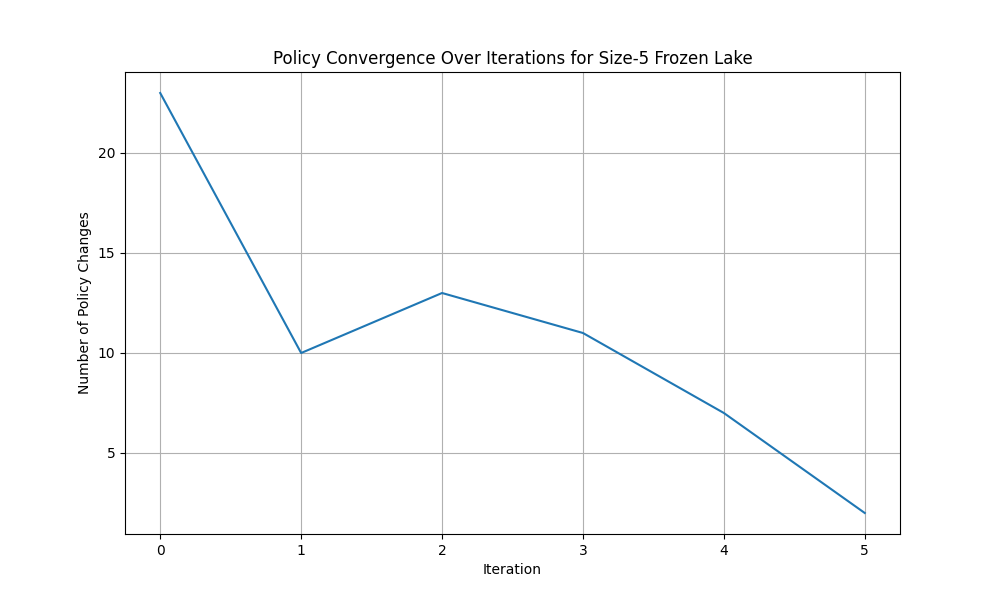 Policy Convergence Over Iterations for Size-5 Frozen Lake
Number of Policy Changes
20
15
10
5
0 1 2 3 4 5
Iteration